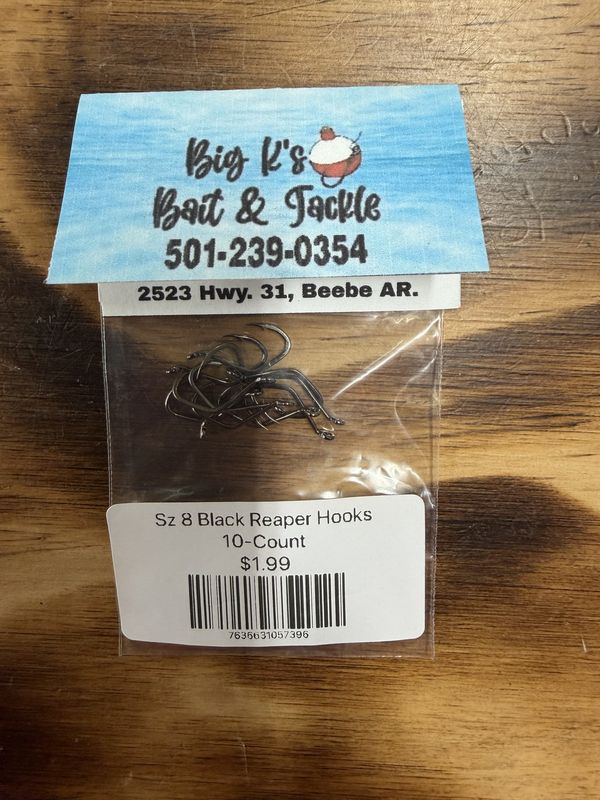 Big K's
Bait & Tackle
501-239-0354
2523 Hwy. 31, Beebe AR.
Sz 8 Black Reaper Hooks
10-Count
$1.99
7636631057396